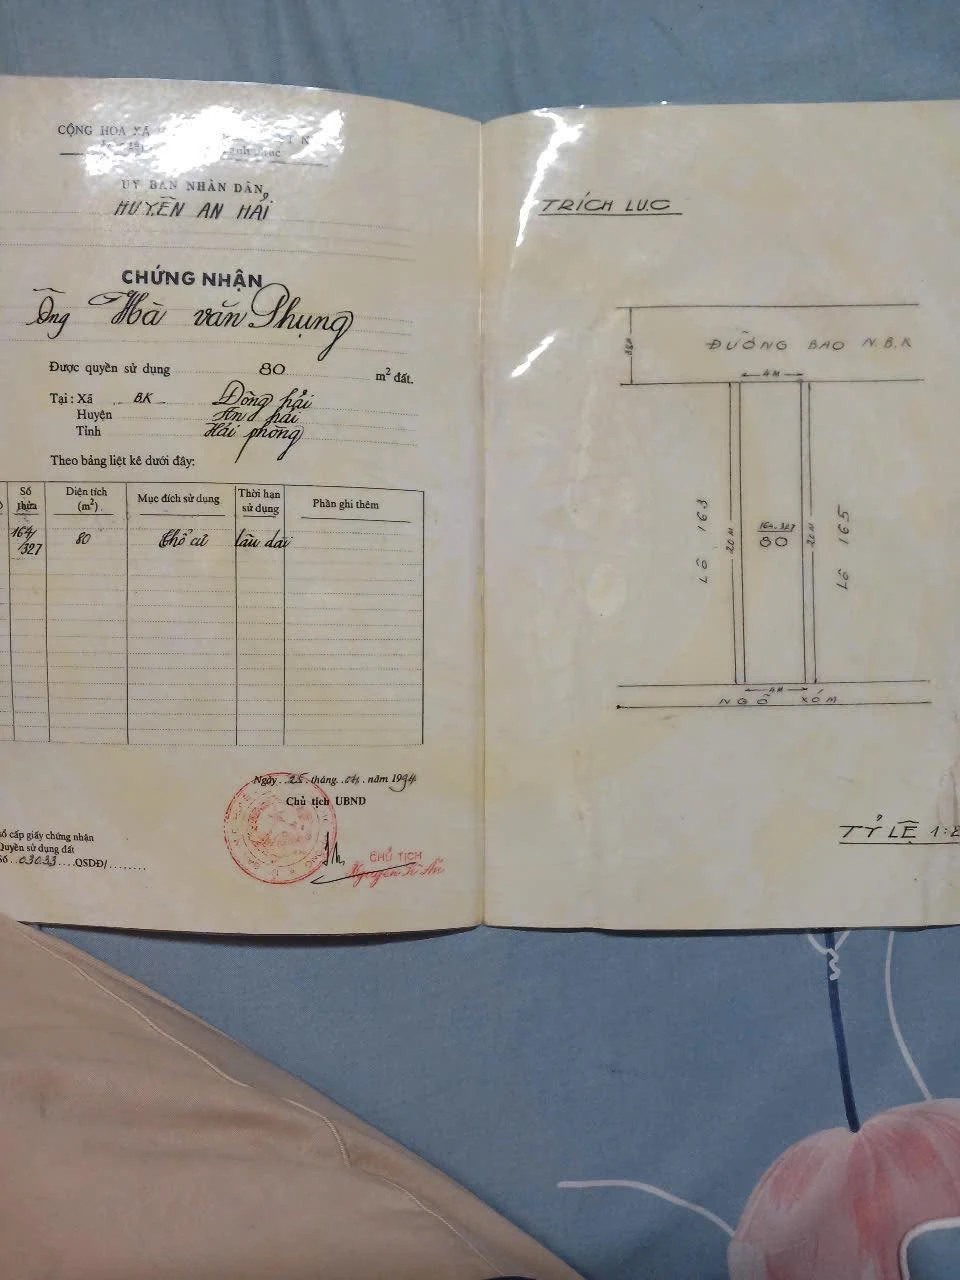 CỘNG HOA XÃ
ỦY BAN NHÂN DÂN
HUYỆN AN HẢI
CHỨNG NHẬN
Ông Hà văn Phụng
Được quyền sử dụng 80 m² đất.
Tại : Xã BK Đông hải
Huyện An hải
Tỉnh Hải phòng
Theo bảng liệt kê dưới đây:
Số thửa Diện tích (m²) Mục đích sử dụng Thời hạn sử dụng Phần ghi thêm
164/327 80 Thổ cư lâu dài
Ngày 25 tháng 04 năm 1994
Chủ tịch UBND
số cấp giấy chứng nhận
Quyền sử dụng đất
Số 03033 QSDĐ/
CHỦ TỊCH
TRÍCH LỤC
ĐƯỜNG BAO N.B.K
4M
LÔ 163
20M
164.327
80
20M
LÔ 165
4M
NGÕ XÓM
TỶ LỆ 1: